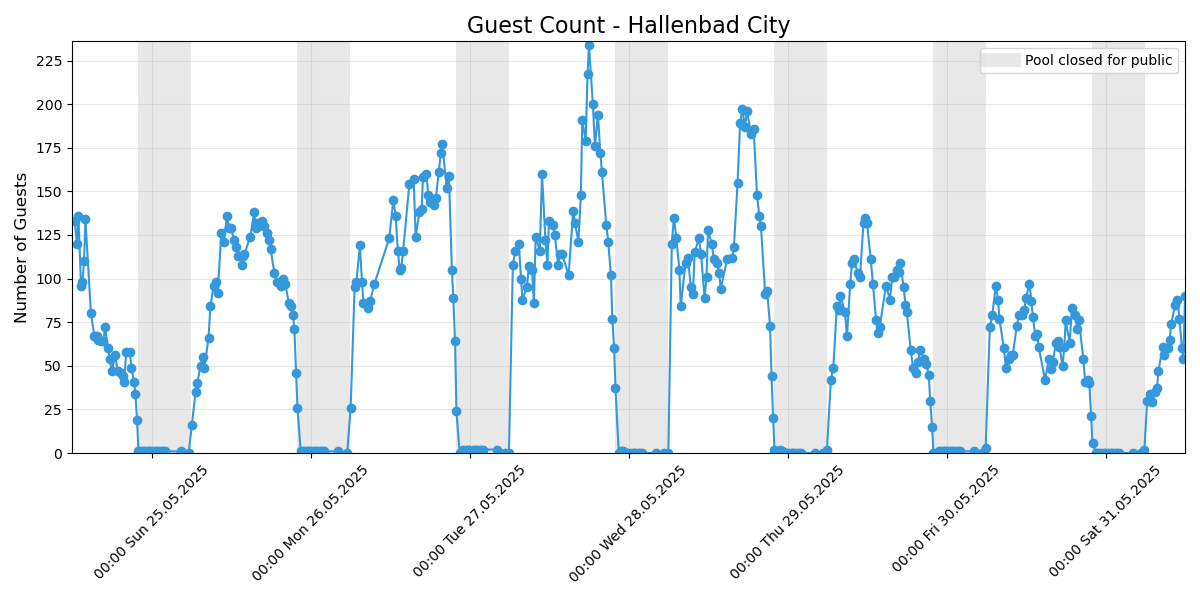 Guest Count - Hallenbad City
Pool closed for public
Number of Guests
225
200
175
150
125
100
75
50
25
0
00:00 Sun 25.05.2025
00:00 Mon 26.05.2025
00:00 Tue 27.05.2025
00:00 Wed 28.05.2025
00:00 Thu 29.05.2025
00:00 Fri 30.05.2025
00:00 Sat 31.05.2025